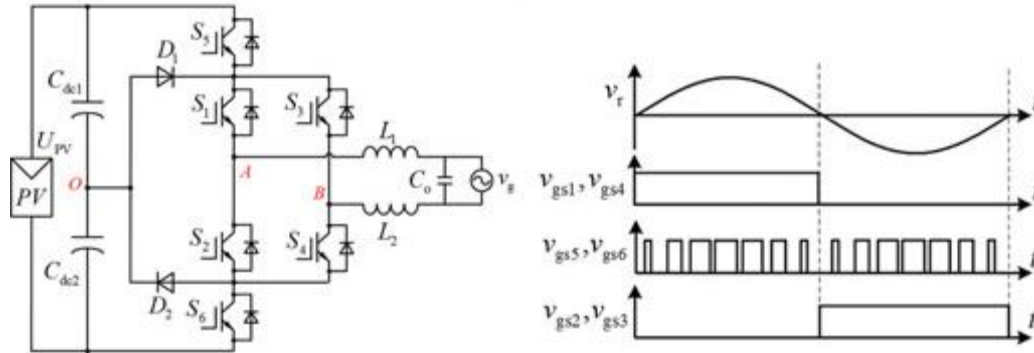 S5
D1
Cdc1
S1
S3
L1
UPV
PV
O
A
B
Co
vg
L2
S2
S4
Cdc2
D2
S6
vr
t
vgs1,vgs4
t
vgs5,vgs6
t
vgs2,vgs3
t